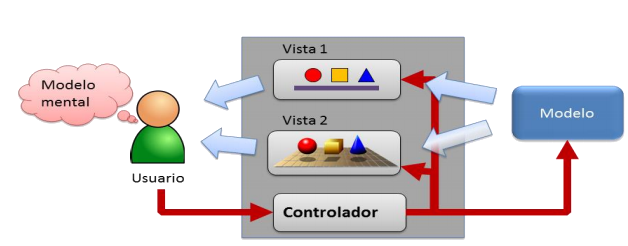 Vista 1
Modelo
mental
Modelo
Vista 2
Usuario
Controlador